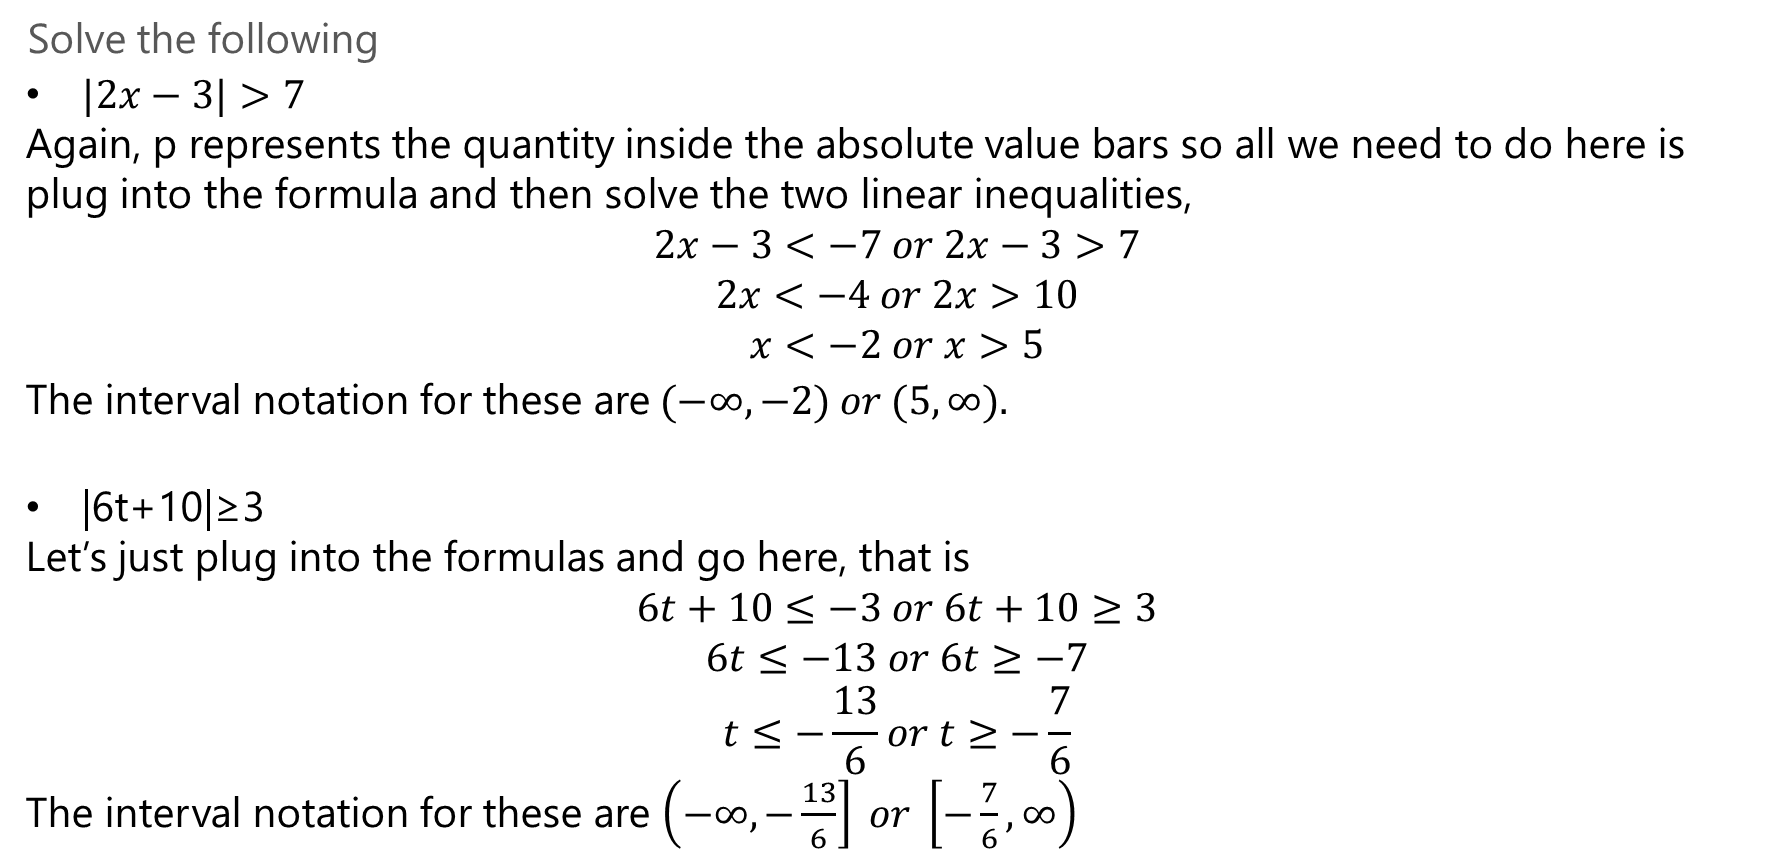 Solve the following
• |2x − 3| > 7
Again, p represents the quantity inside the absolute value bars so all we need to do here is
plug into the formula and then solve the two linear inequalities,
2x − 3 < −7 or 2x − 3 > 7
2x < −4 or 2x > 10
x < −2 or x > 5
The interval notation for these are (−∞, −2) or (5, ∞).
• |6t+10|≥3
Let’s just plug into the formulas and go here, that is
6t + 10 ≤ −3 or 6t + 10 ≥ 3
6t ≤ −13 or 6t ≥ −7
t ≤ −13/6 or t ≥ −7/6
The interval notation for these are (−∞, −13/6] or [−7/6, ∞)